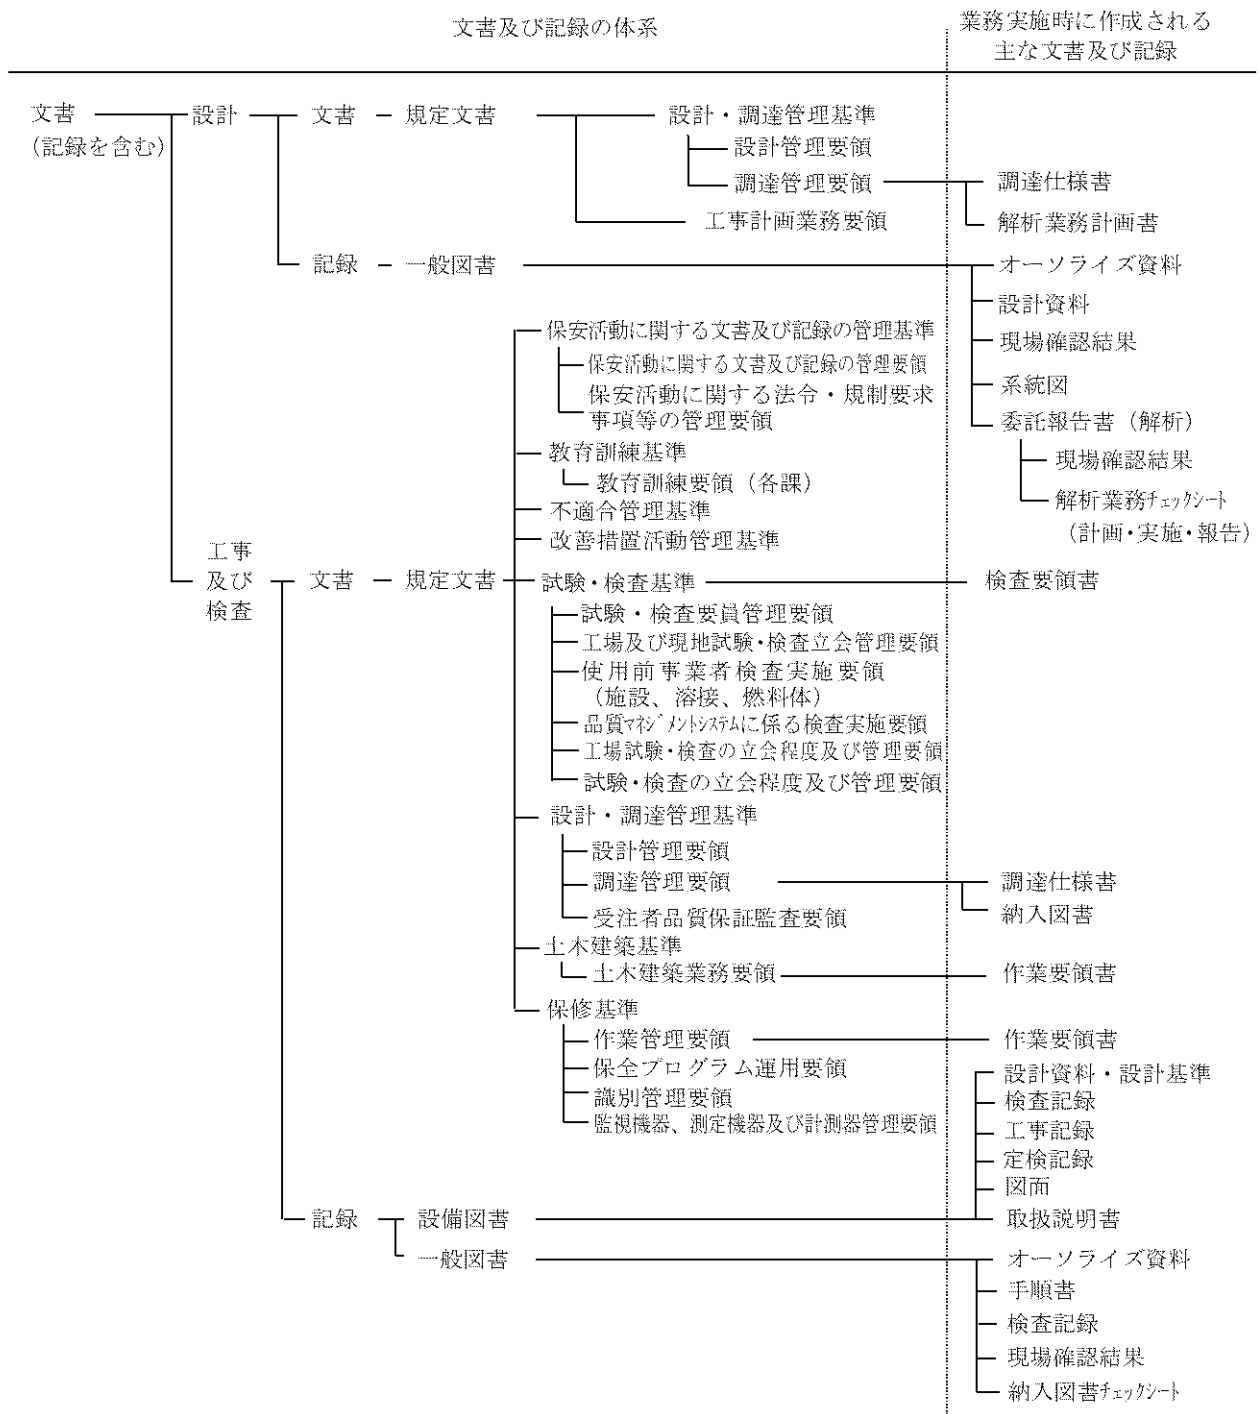 文書及び記録の体系
業務実施時に作成される
主な文書及び記録
文書
(記録を含む)
設計
文書
規定文書
設計・調達管理基準
設計管理要領
調達管理要領
調達仕様書
工事計画業務要領
解析業務計画書
記録
一般図書
オーソライズ資料
設計資料
現場確認結果
系統図
委託報告書（解析）
現場確認結果
解析業務ﾁｪｯｸｼｰﾄ
（計画・実施・報告）
工事
及び
検査
文書
規定文書
保安活動に関する文書及び記録の管理基準
保安活動に関する文書及び記録の管理要領
保安活動に関する法令・規制要求
事項等の管理要領
教育訓練基準
教育訓練要領（各課）
不適合管理基準
改善措置活動管理基準
試験・検査基準
検査要領書
試験・検査要員管理要領
工場及び現地試験・検査立会管理要領
使用前事業者検査実施要領
（施設、溶接、燃料体）
品質ﾏﾈｼﾞﾒﾝﾄｼｽﾃﾑに係る検査実施要領
工場試験・検査の立会程度及び管理要領
試験・検査の立会程度及び管理要領
設計・調達管理基準
設計管理要領
調達管理要領
調達仕様書
納入図書
受注者品質保証監査要領
土木建築基準
土木建築業務要領
作業要領書
保修基準
作業管理要領
作業要領書
保全プログラム運用要領
識別管理要領
監視機器、測定機器及び計測器管理要領
記録
設備図書
設計資料・設計基準
検査記録
工事記録
定検記録
図面
取扱説明書
一般図書
オーソライズ資料
手順書
検査記録
現場確認結果
納入図書ﾁｪｯｸｼｰﾄ